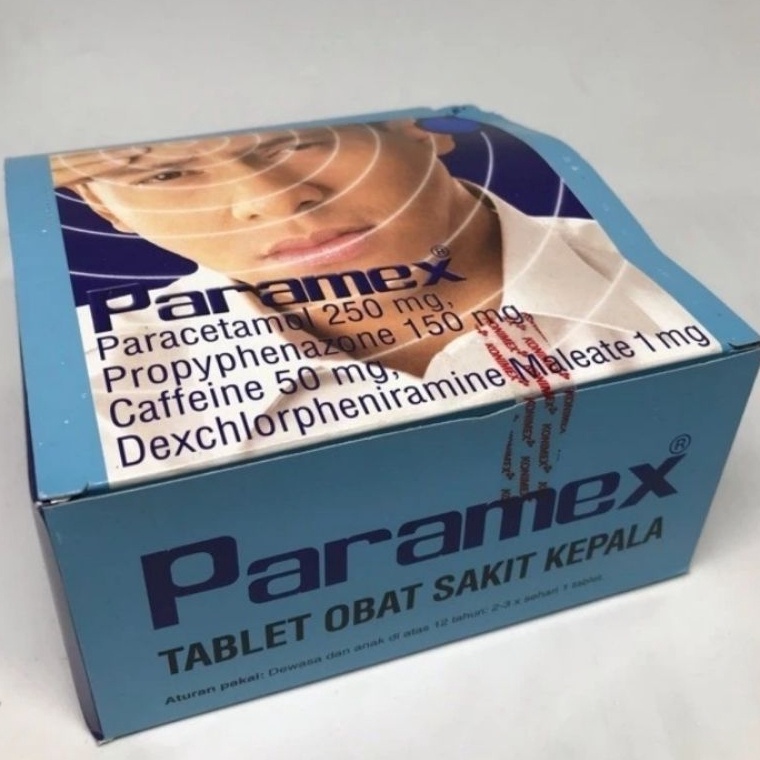 Paramex®
Paracetamol 250 mg,
Propyphenazone 150 mg,
Caffeine 50 mg,
Dexchlorpheniramine Maleate 1 mg
KONIMEX
Paramex®
TABLET OBAT SAKIT KEPALA
Aturan pakai: Dewasa dan anak di atas 12 tahun: 2-3 x sehari 1 tablet.